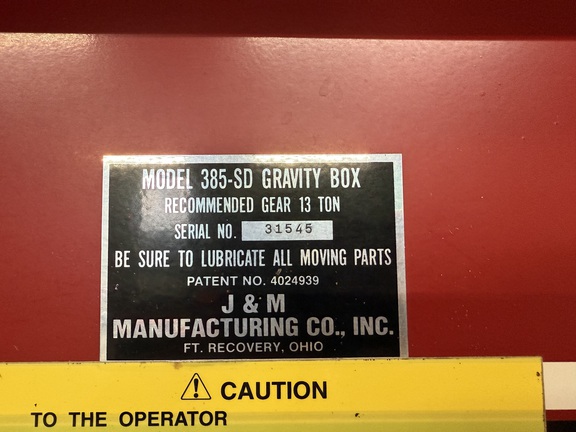 MODEL 385-SD GRAVITY BOX
RECOMMENDED GEAR 13 TON
SERIAL NO. 31545
BE SURE TO LUBRICATE ALL MOVING PARTS
PATENT NO. 4024939
J & M
MANUFACTURING CO., INC.
FT. RECOVERY, OHIO
CAUTION
TO THE OPERATOR